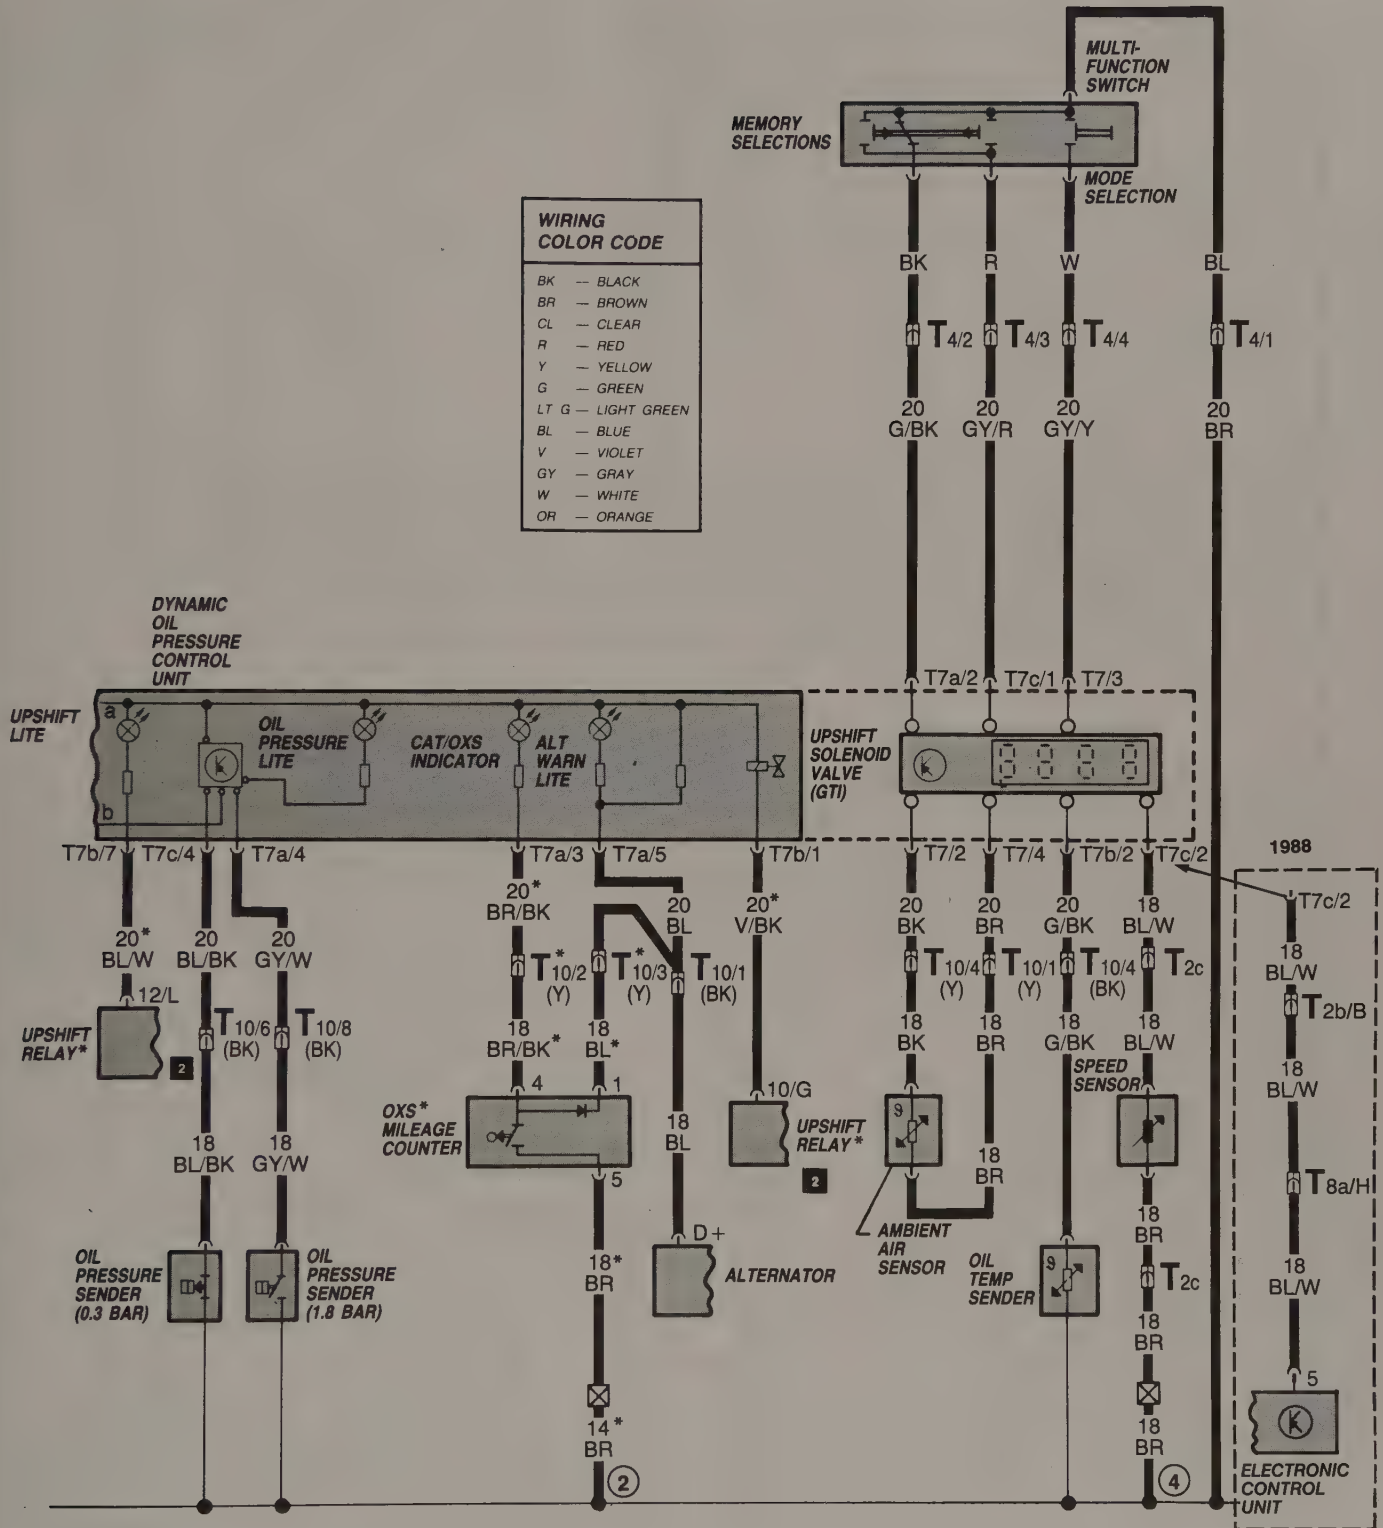 MULTI-
FUNCTION
SWITCH
MEMORY
SELECTIONS
MODE
SELECTION
WIRING
COLOR CODE
BK — BLACK
BR — BROWN
CL — CLEAR
R — RED
Y — YELLOW
G — GREEN
LT G — LIGHT GREEN
BL — BLUE
V — VIOLET
GY — GRAY
W — WHITE
OR — ORANGE
BK R W BL
T4/2 T4/3 T4/4 T4/1
20 20 20 20
G/BK GY/R GY/Y BR
DYNAMIC
OIL
PRESSURE
CONTROL
UNIT
T7a/2 T7c/1 T7/3
UPSHIFT
LITE
a
b
OIL
PRESSURE
LITE
CAT/OXS
INDICATOR
ALT
WARN
LITE
UPSHIFT
SOLENOID
VALVE
(GTI)
T7b/7 T7c/4 T7a/4 T7a/3 T7a/5 T7b/1 T7/2 T7/4 T7b/2 T7c/2
1988
T7c/2
20*
BR/BK
20
BL
20*
V/BK
20
BK
20
BR
20
G/BK
18
BL/W
20*
BL/W
20
BL/BK
20
GY/W
18
BL/W
T10/2*
(Y)
T10/3*
(Y)
T10/1
(BK)
T10/4
(Y)
T10/1
(Y)
T10/4
(BK)
T2c
12/L
T2b/B
UPSHIFT
RELAY*
2
T10/6
(BK)
T10/8
(BK)
18
BR/BK*
18
BL*
18
BK
18
BR
18
G/BK
18
BL/W
SPEED
SENSOR
18
BL/W
4 1
10/G
OXS*
MILEAGE
COUNTER
5
18
BL
UPSHIFT
RELAY*
2
18
BR
18
BL/BK
18
GY/W
T8a/H
AMBIENT
AIR
SENSOR
18
BR
D+
ALTERNATOR
OIL
PRESSURE
SENDER
(0.3 BAR)
OIL
PRESSURE
SENDER
(1.8 BAR)
18*
BR
OIL
TEMP
SENDER
T2c
18
BL/W
18
BR
5
14*
BR
18
BR
2
4
ELECTRONIC
CONTROL
UNIT